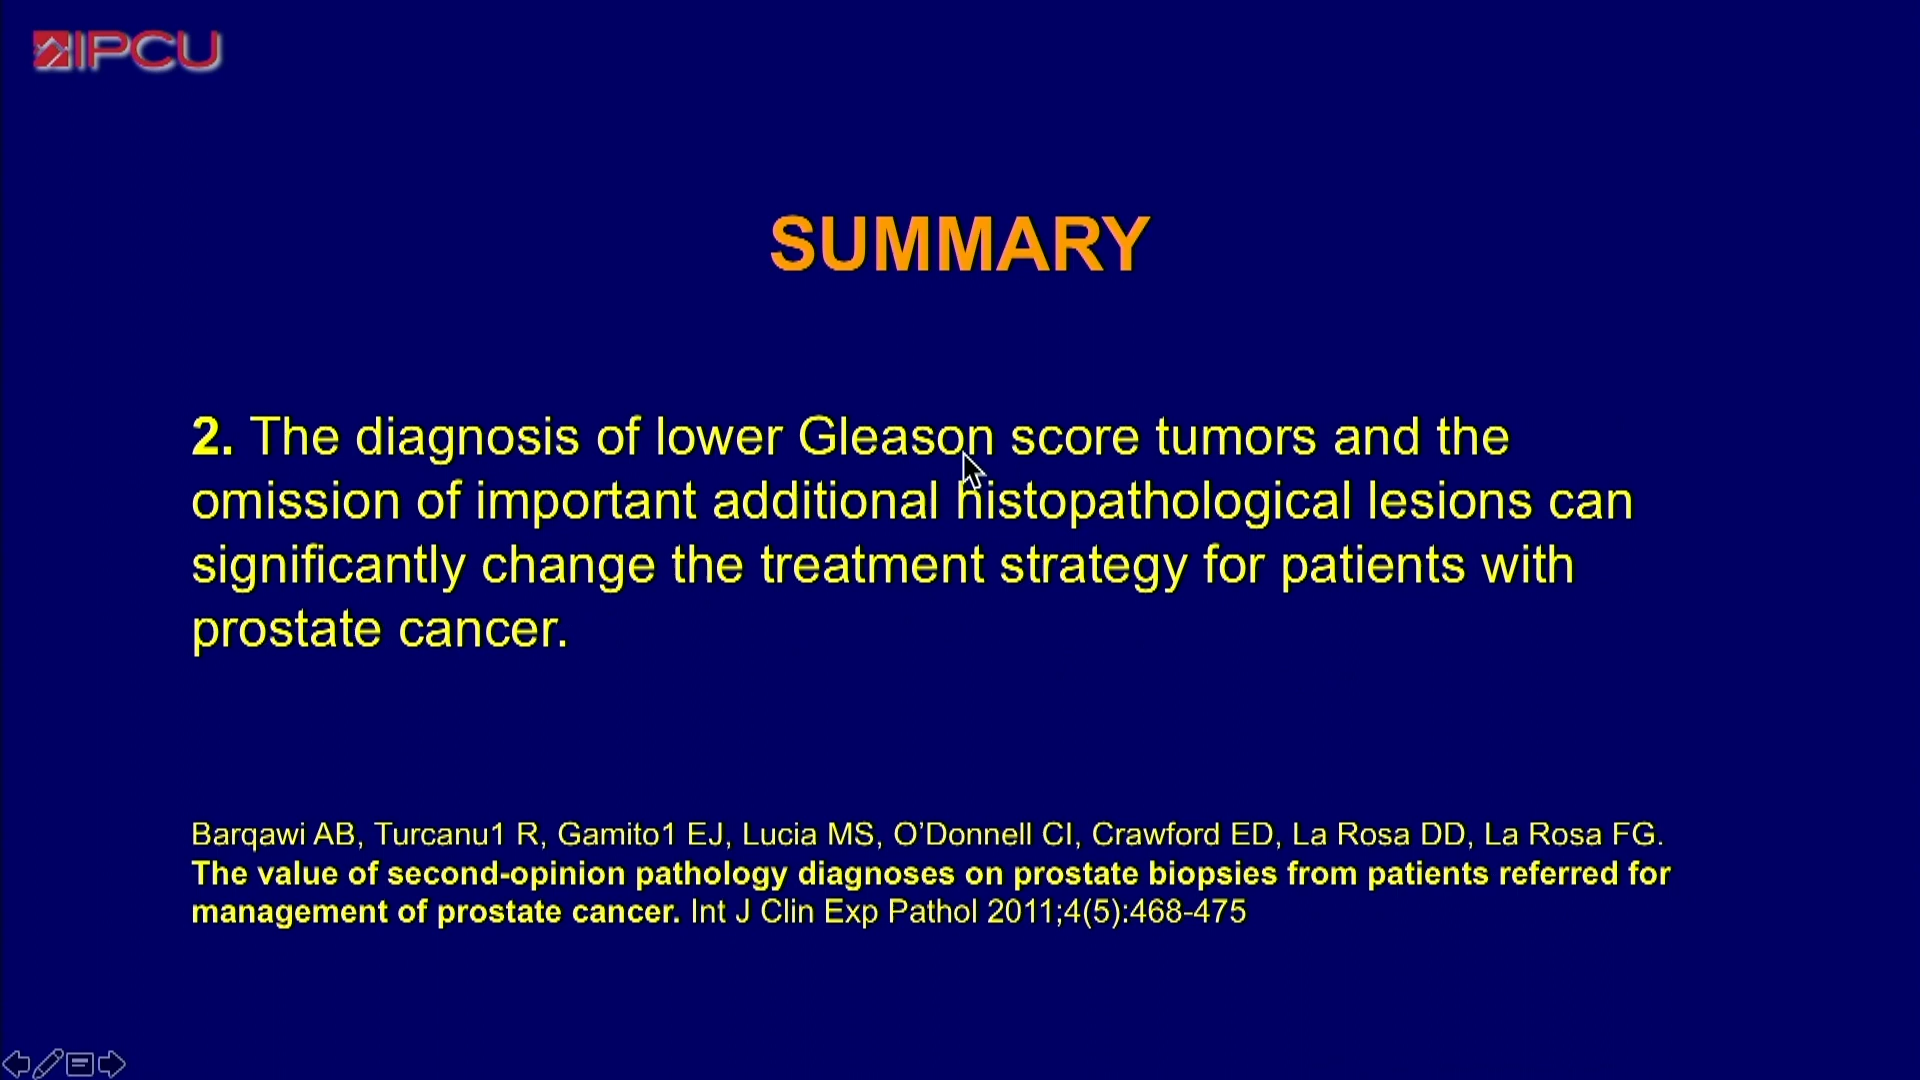 IPCU
SUMMARY
2. The diagnosis of lower Gleason score tumors and the
omission of important additional histopathological lesions can
significantly change the treatment strategy for patients with
prostate cancer.
Barqawi AB, Turcanu1 R, Gamito1 EJ, Lucia MS, O’Donnell CI, Crawford ED, La Rosa DD, La Rosa FG.
The value of second-opinion pathology diagnoses on prostate biopsies from patients referred for
management of prostate cancer. Int J Clin Exp Pathol 2011;4(5):468-475